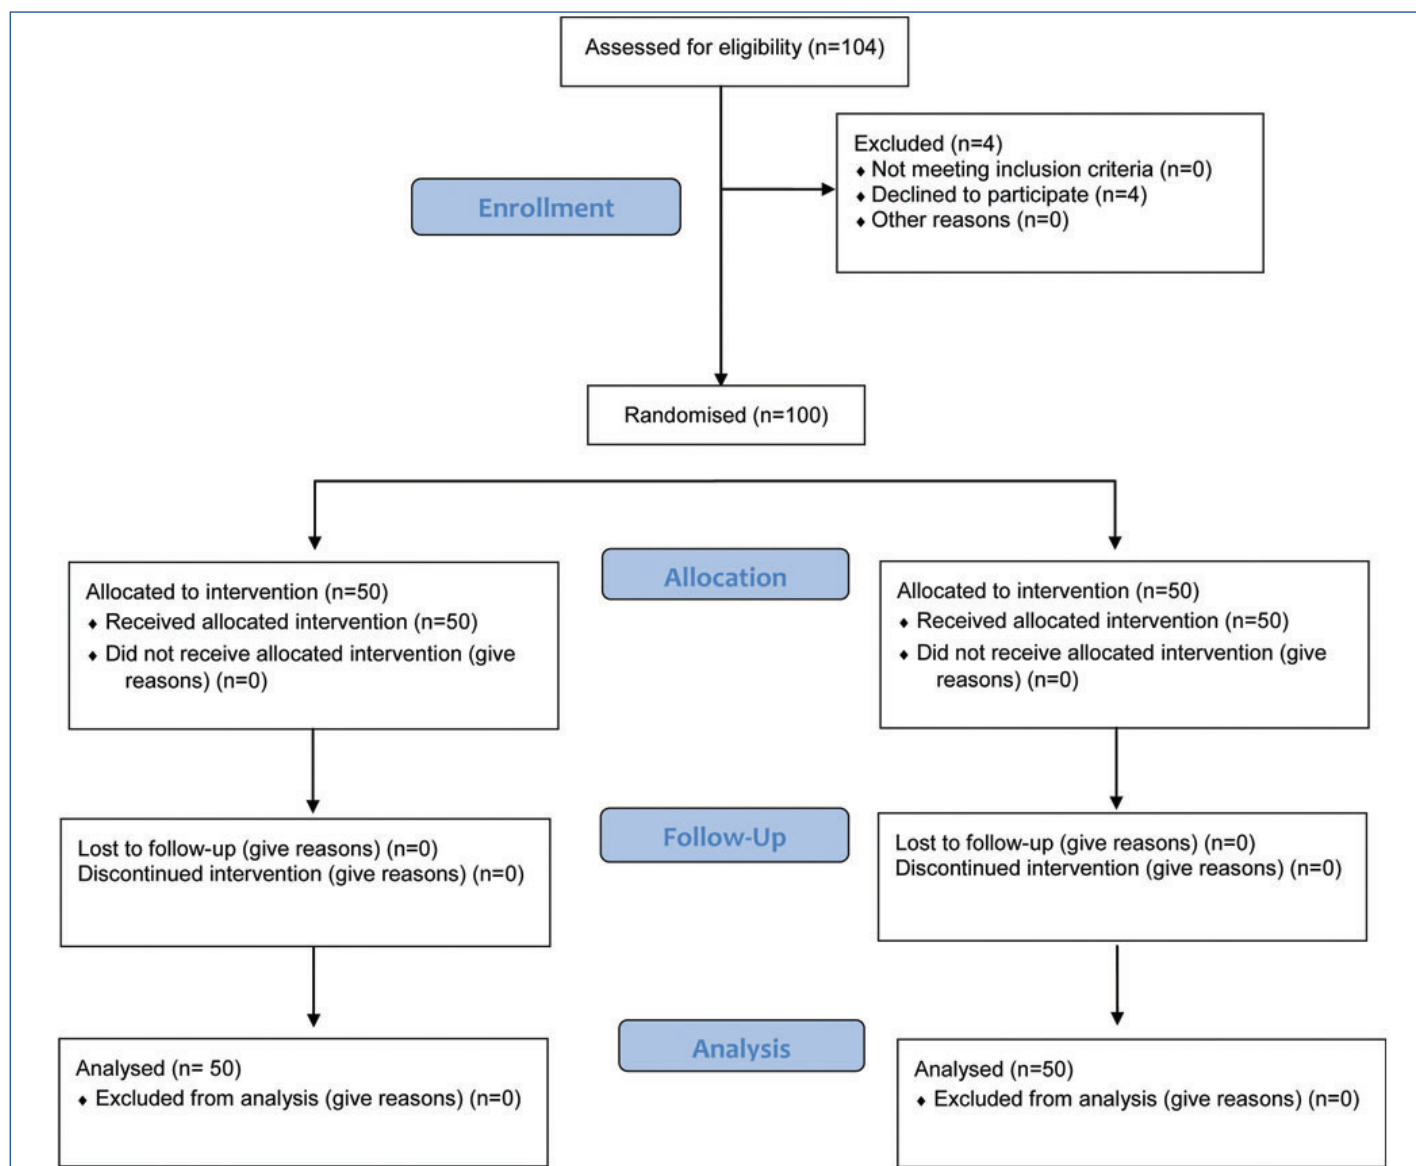 Assessed for eligibility (n=104)
Excluded (n=4)
♦ Not meeting inclusion criteria (n=0)
♦ Declined to participate (n=4)
♦ Other reasons (n=0)
Enrollment
Randomised (n=100)
Allocation
Allocated to intervention (n=50)
♦ Received allocated intervention (n=50)
♦ Did not receive allocated intervention (give
reasons) (n=0)
Allocated to intervention (n=50)
♦ Received allocated intervention (n=50)
♦ Did not receive allocated intervention (give
reasons) (n=0)
Follow-Up
Lost to follow-up (give reasons) (n=0)
Discontinued intervention (give reasons) (n=0)
Lost to follow-up (give reasons) (n=0)
Discontinued intervention (give reasons) (n=0)
Analysis
Analysed (n= 50)
♦ Excluded from analysis (give reasons) (n=0)
Analysed (n=50)
♦ Excluded from analysis (give reasons) (n=0)